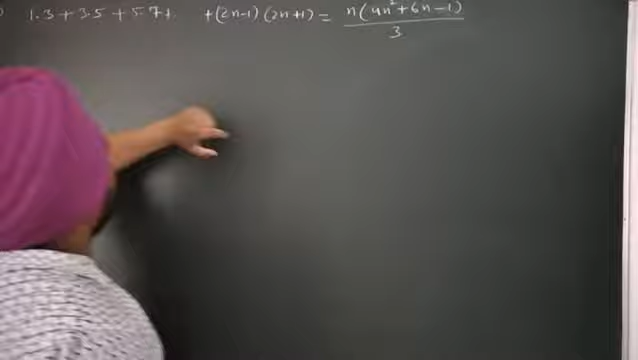 1.3 + 3.5 + 5.7 + . +(2n-1)(2n+1) = n(4n²+6n-1)/3